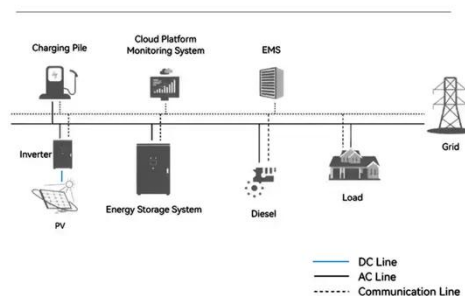 Cloud Platform
Monitoring System
Charging Pile
EMS
Grid
Inverter
PV
Energy Storage System
Diesel
Load
DC Line
AC Line
Communication Line